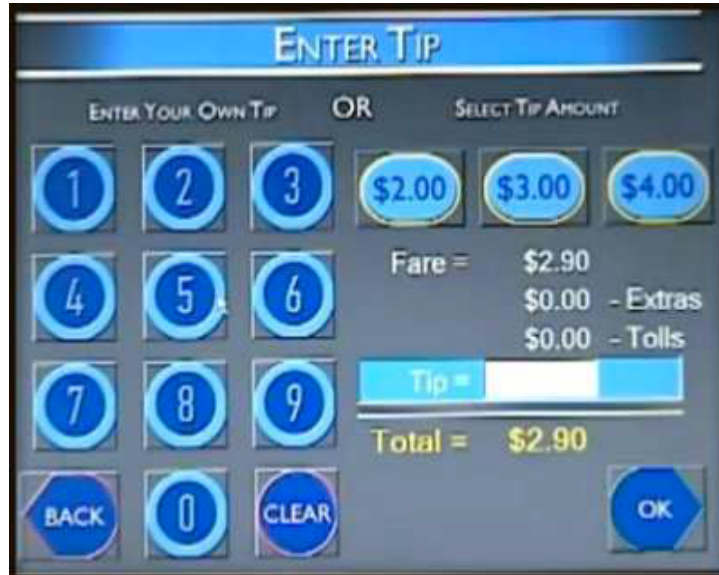 ENTER TIP
ENTER YOUR OWN TIP OR SELECT TIP AMOUNT
1 2 3 $2.00 $3.00 $4.00
Fare = $2.90
4 5 6 $0.00 - Extras
$0.00 - Tolls
7 8 9 Tip =
Total = $2.90
BACK 0 CLEAR OK